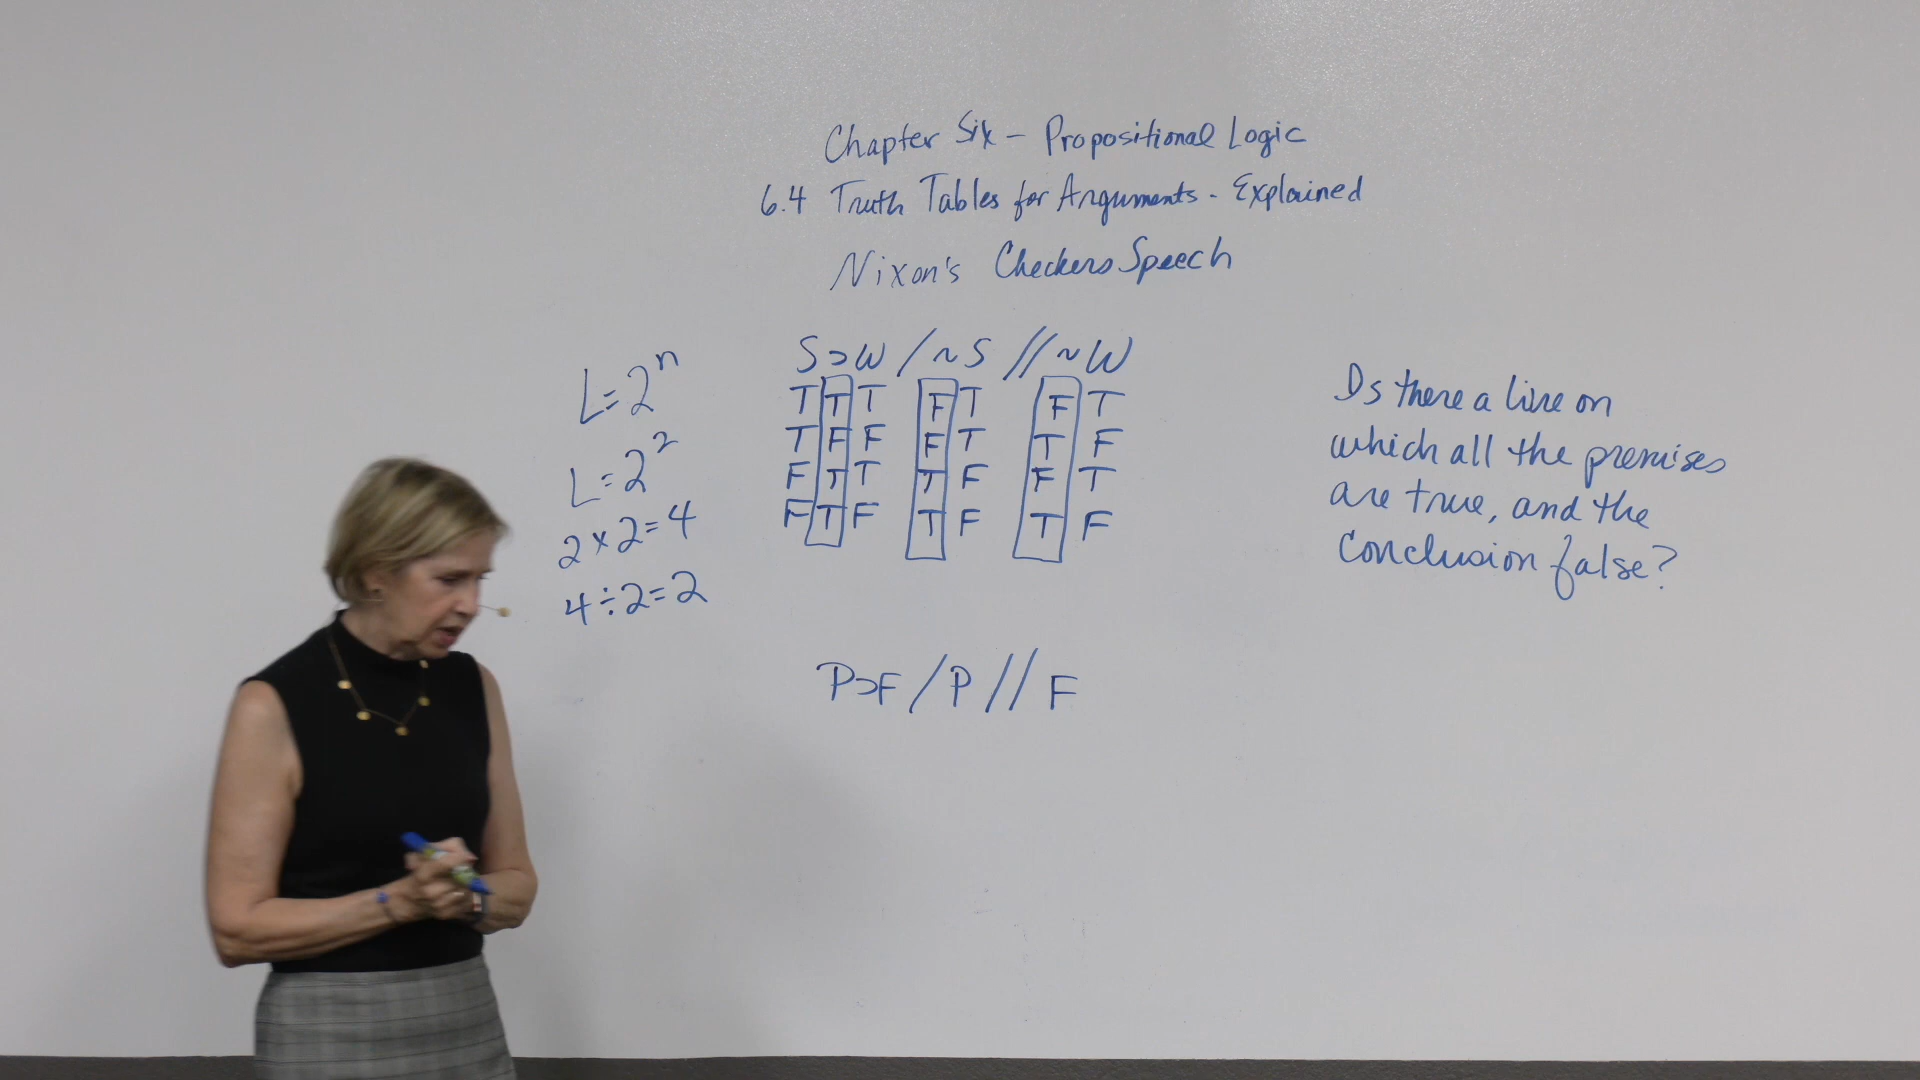 Chapter Six - Propositional Logic
6.4 Truth Tables for Arguments - Explained
Nixon's Checkers Speech
L=2ⁿ
L=2²
2×2=4
4÷2=2
S⊃W / ~S // ~W
T T T F T F T
T F F F T T F
F T T T F F T
F T F T F T F
P⊃F / P // F
Is there a line on
which all the premises
are true, and the
conclusion false?